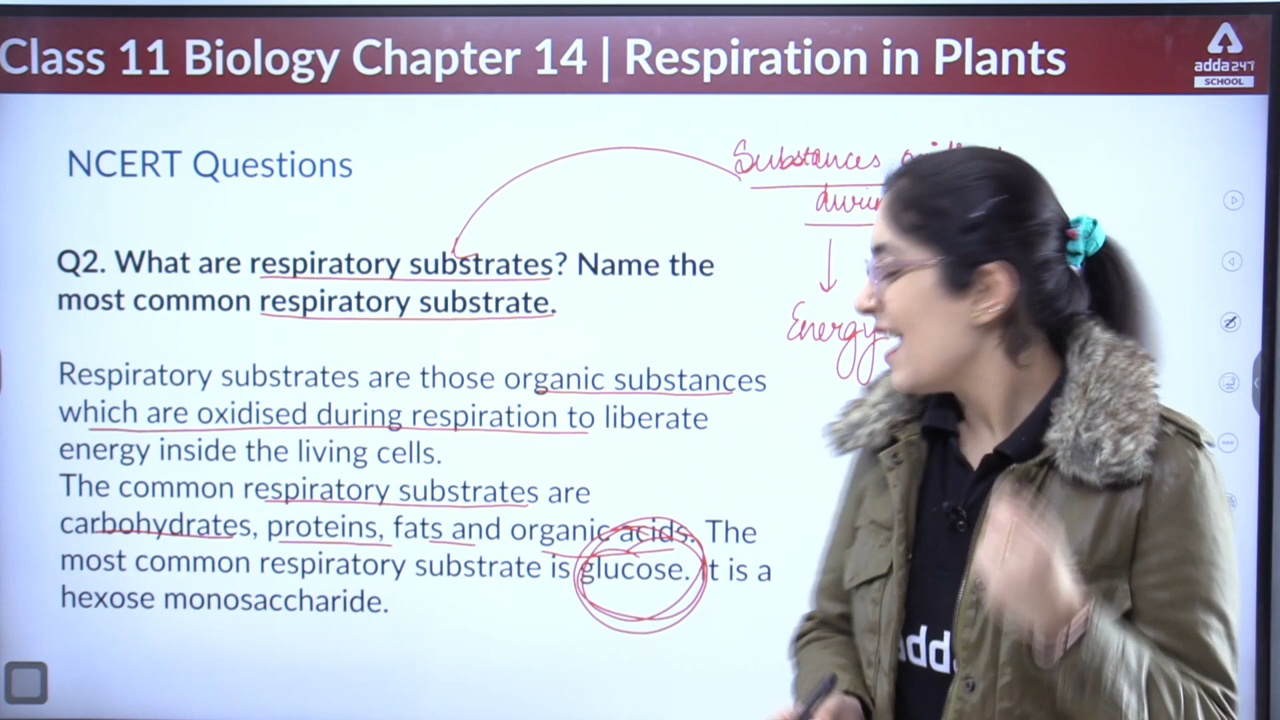 Class 11 Biology Chapter 14 | Respiration in Plants
adda247
SCHOOL
NCERT Questions
Substances
Q2. What are respiratory substrates? Name the
most common respiratory substrate.
Energy
Respiratory substrates are those organic substances
which are oxidised during respiration to liberate
energy inside the living cells.
The common respiratory substrates are
carbohydrates, proteins, fats and organic acids. The
most common respiratory substrate is glucose. It is a
hexose monosaccharide.